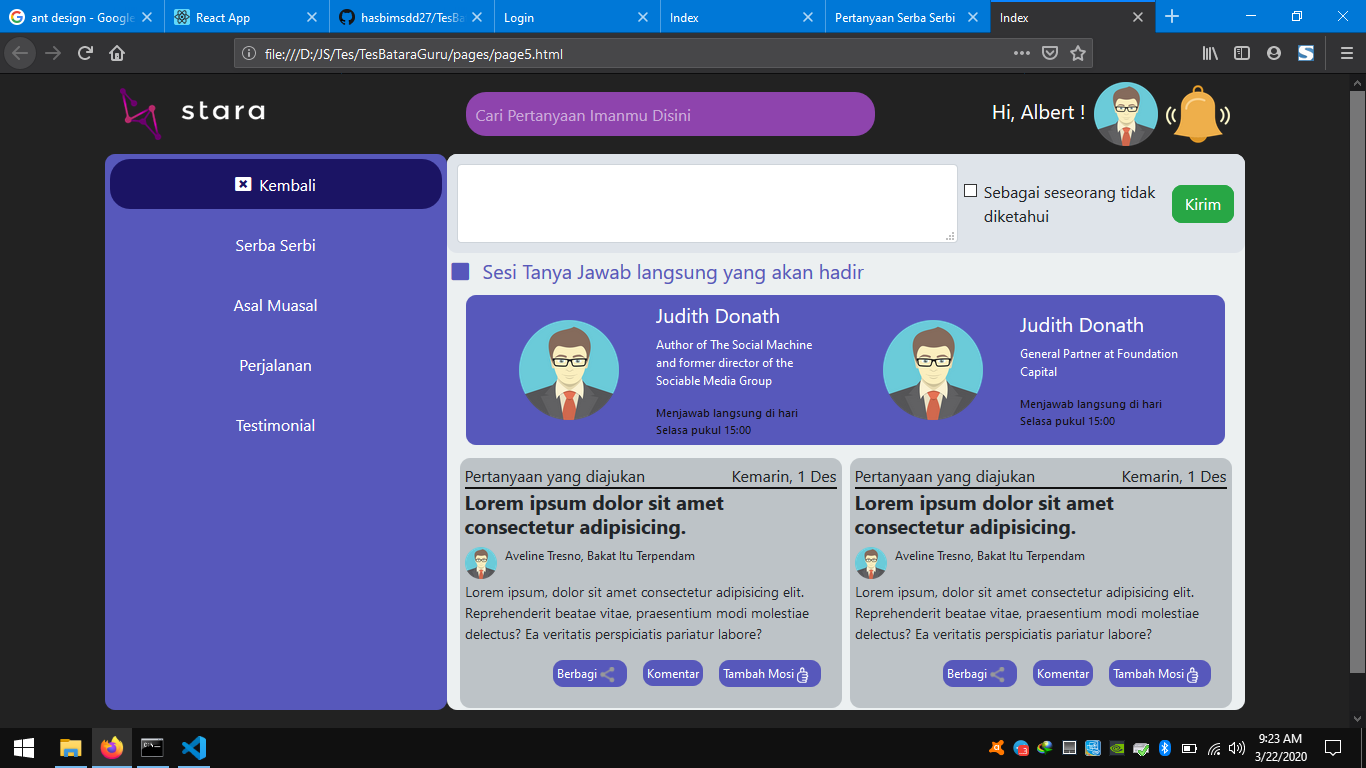 ant design - Google
React App
hasbimsdd27/TesBa
Login
Index
Pertanyaan Serba Serbi
Index
file:///D:/JS/Tes/TesBataraGuru/pages/page5.html
stara
Cari Pertanyaan Imanmu Disini
Hi, Albert !
Kembali
Serba Serbi
Asal Muasal
Perjalanan
Testimonial
Sebagai seseorang tidak
diketahui
Kirim
Sesi Tanya Jawab langsung yang akan hadir
Judith Donath
Author of The Social Machine
and former director of the
Sociable Media Group
Menjawab langsung di hari
Selasa pukul 15:00
Judith Donath
General Partner at Foundation
Capital
Menjawab langsung di hari
Selasa pukul 15:00
Pertanyaan yang diajukan Kemarin, 1 Des
Lorem ipsum dolor sit amet
consectetur adipisicing.
Aveline Tresno, Bakat Itu Terpendam
Lorem ipsum, dolor sit amet consectetur adipisicing elit.
Reprehenderit beatae vitae, praesentium modi molestiae
delectus? Ea veritatis perspiciatis pariatur labore?
Berbagi Komentar Tambah Mosi
Pertanyaan yang diajukan Kemarin, 1 Des
Lorem ipsum dolor sit amet
consectetur adipisicing.
Aveline Tresno, Bakat Itu Terpendam
Lorem ipsum, dolor sit amet consectetur adipisicing elit.
Reprehenderit beatae vitae, praesentium modi molestiae
delectus? Ea veritatis perspiciatis pariatur labore?
Berbagi Komentar Tambah Mosi
9:23 AM
3/22/2020